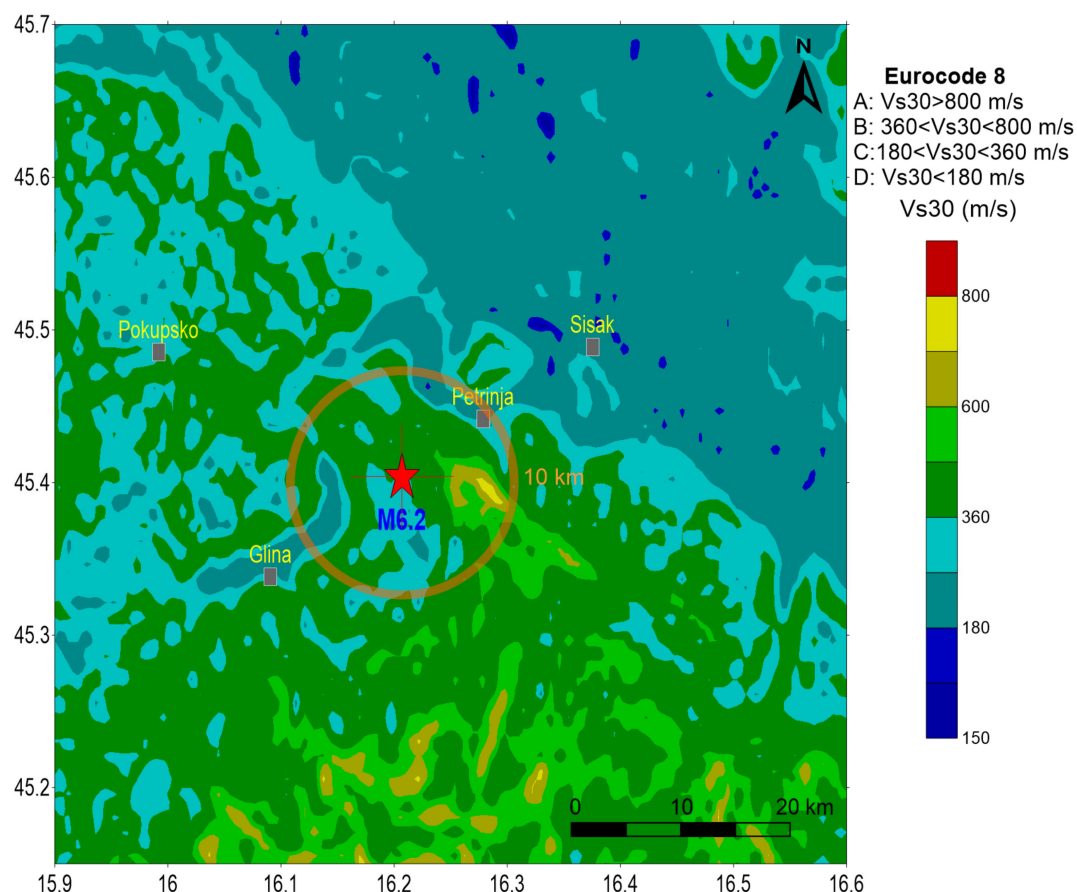 45.7
45.6
45.5
45.4
45.3
45.2
15.9
16
16.1
16.2
16.3
16.4
16.5
16.6
N
Pokupsko
Sisak
Petrinja
10 km
M6.2
Glina
0
10
20 km
Eurocode 8
A: Vs30>800 m/s
B: 360<Vs30<800 m/s
C:180<Vs30<360 m/s
D: Vs30<180 m/s
Vs30 (m/s)
800
600
360
180
150